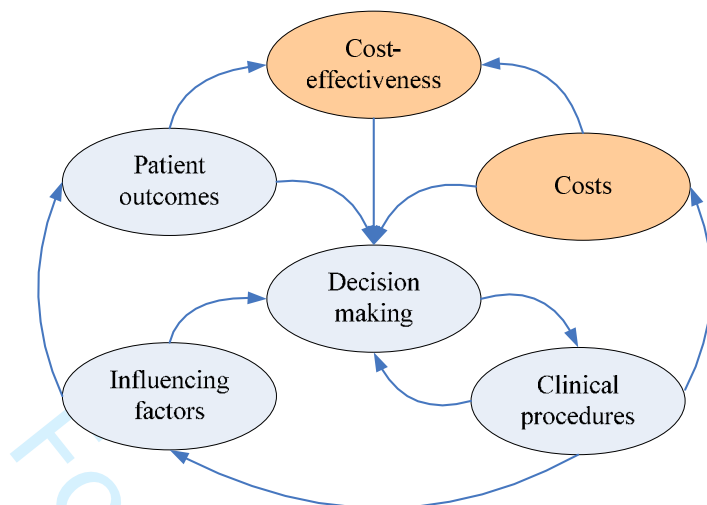 Cost-
effectiveness
Patient
outcomes
Costs
Decision
making
Influencing
factors
Clinical
procedures